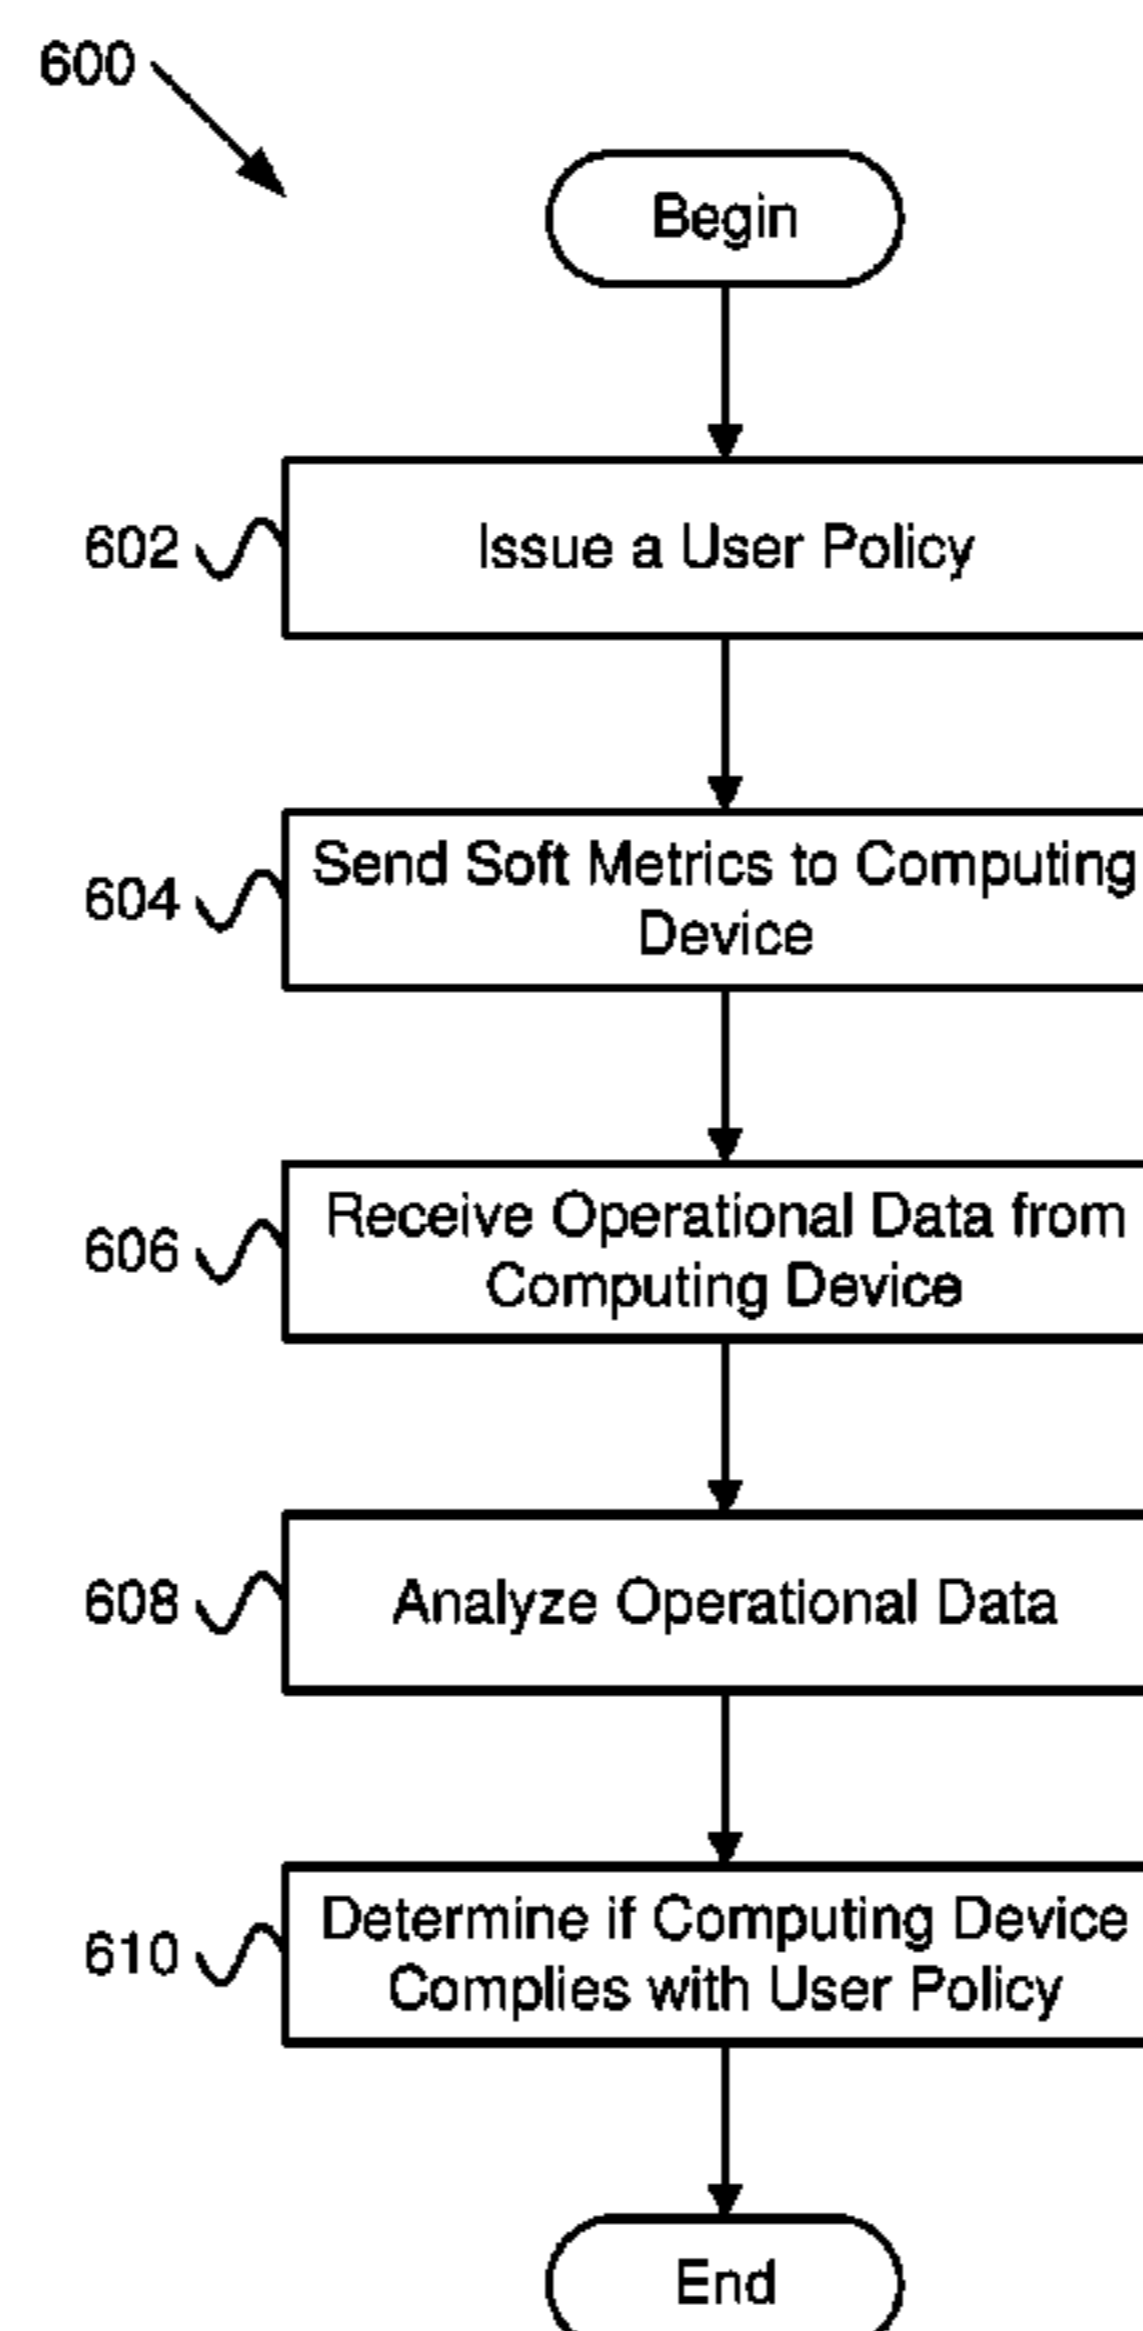 600
Begin
602
Issue a User Policy
604
Send Soft Metrics to Computing
Device
606
Receive Operational Data from
Computing Device
608
Analyze Operational Data
610
Determine if Computing Device
Complies with User Policy
End